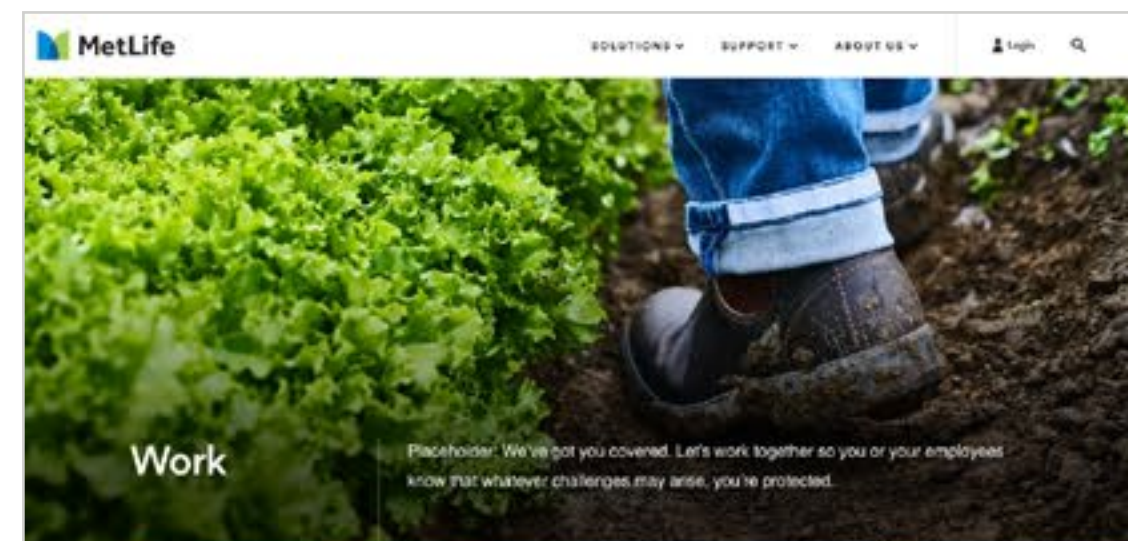 MetLife
SOLUTIONS SUPPORT ABOUT US Login
Work
Placeholder: We've got you covered. Let's work together so you or your employees
know that whatever challenges may arise, you're protected.